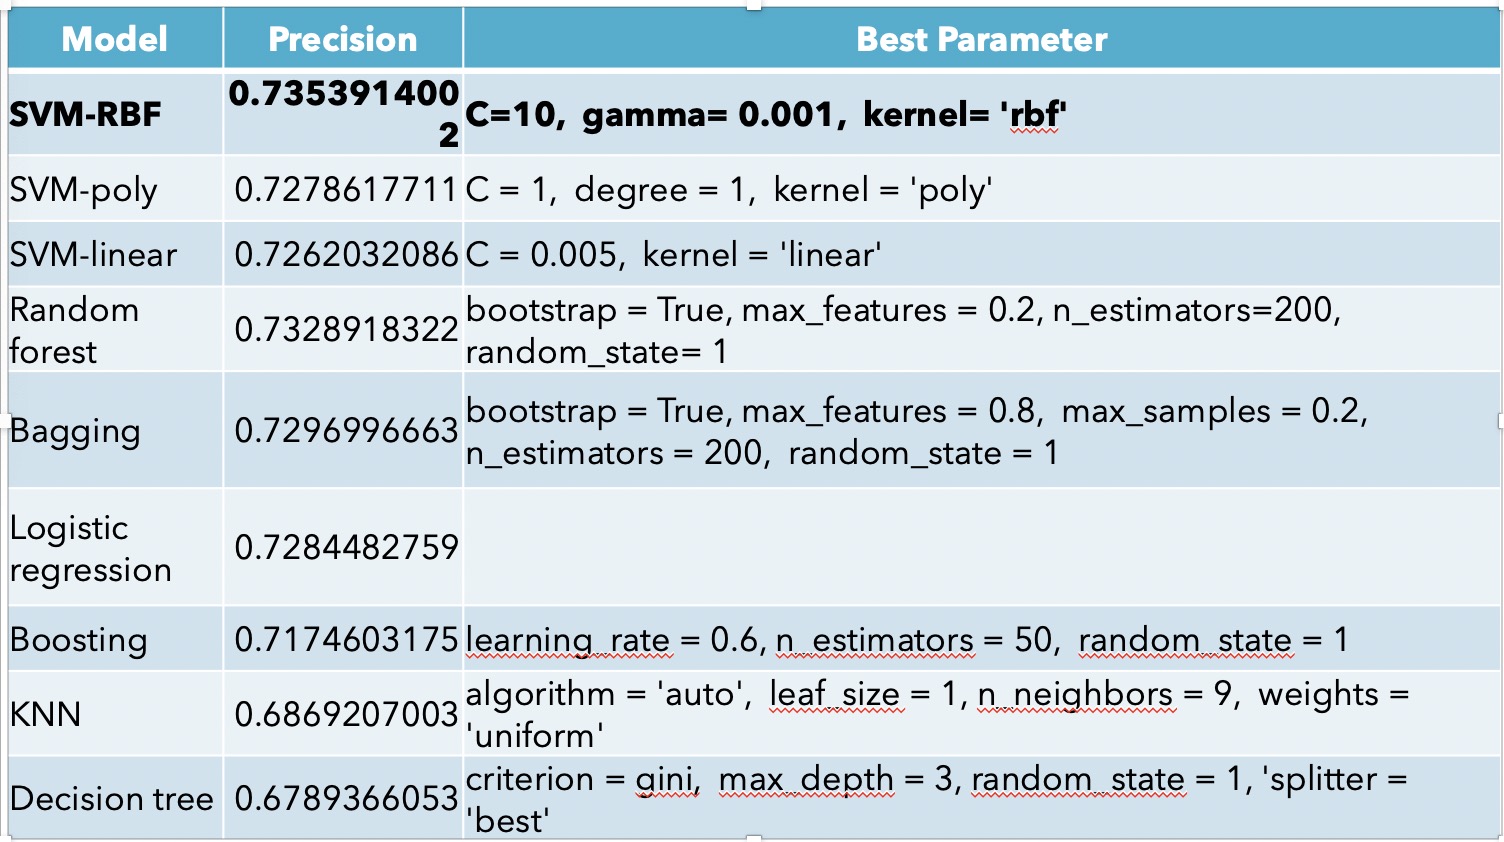 Model Precision Best Parameter
SVM-RBF 0.735391400
2 C=10, gamma= 0.001, kernel= 'rbf'
SVM-poly 0.7278617711 C = 1, degree = 1, kernel = 'poly'
SVM-linear 0.7262032086 C = 0.005, kernel = 'linear'
Random
forest 0.7328918322 bootstrap = True, max_features = 0.2, n_estimators=200,
random_state= 1
Bagging 0.7296996663 bootstrap = True, max_features = 0.8, max_samples = 0.2,
n_estimators = 200, random_state = 1
Logistic
regression 0.7284482759
Boosting 0.7174603175 learning_rate = 0.6, n_estimators = 50, random_state = 1
KNN 0.6869207003 algorithm = 'auto', leaf_size = 1, n_neighbors = 9, weights =
'uniform'
Decision tree 0.6789366053 criterion = gini, max_depth = 3, random_state = 1, 'splitter =
'best'